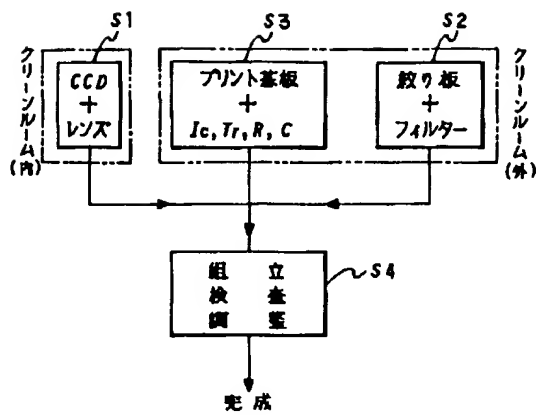 S1
S3
S2
クリーンルーム(内)
CCD
+
レンズ
プリント基板
+
Ic, Tr, R, C
絞り板
+
フィルター
クリーンルーム(外)
S4
組立
検査
調整
完成